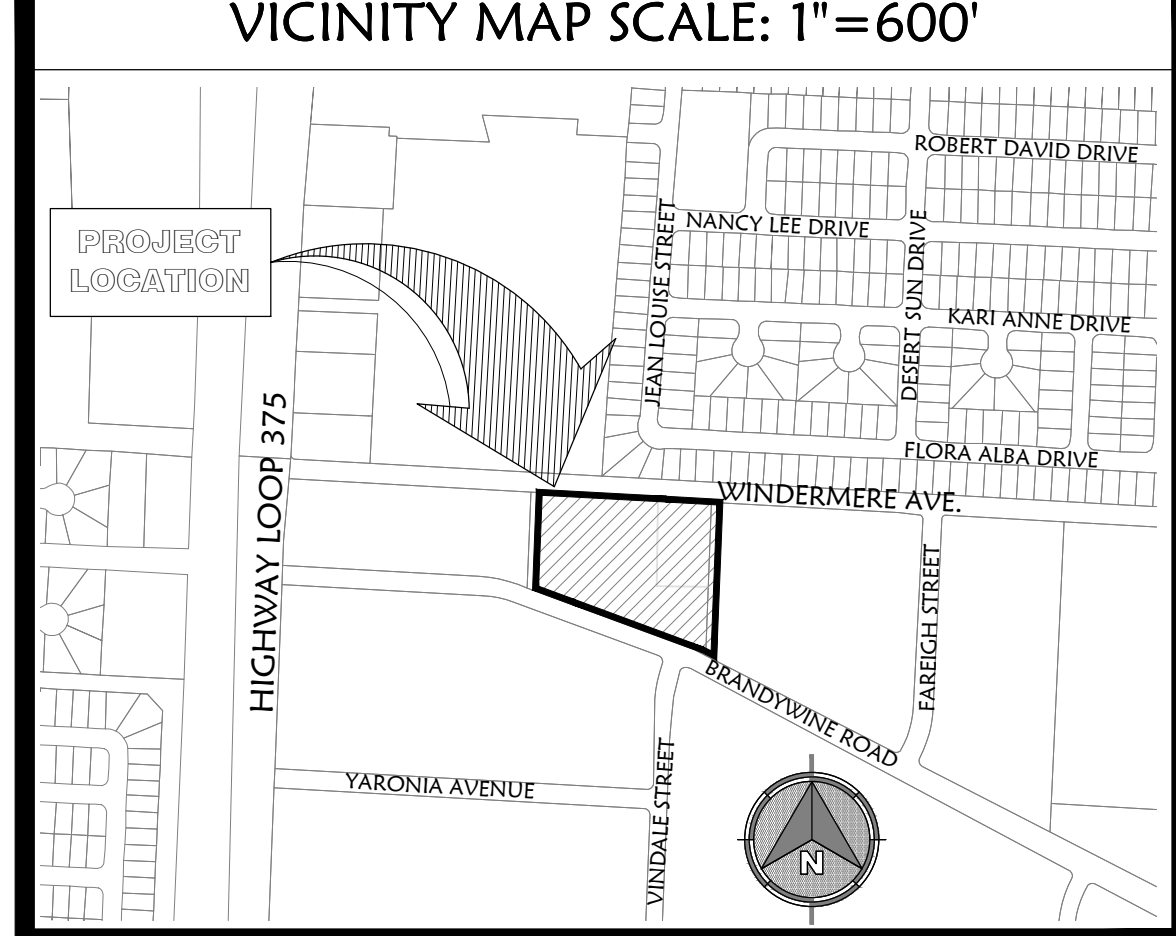 VICINITY MAP SCALE: 1"=600'
ROBERT DAVID DRIVE
PROJECT
LOCATION
NANCY LEE DRIVE
JEAN LOUISE STREET
DESERT SUN DRIVE
KARI ANNE DRIVE
FLORA ALBA DRIVE
WINDERMERE AVE.
HIGHWAY LOOP 375
FAREIGH STREET
BRANDYWINE ROAD
YARONIA AVENUE
VINDALE STREET
N